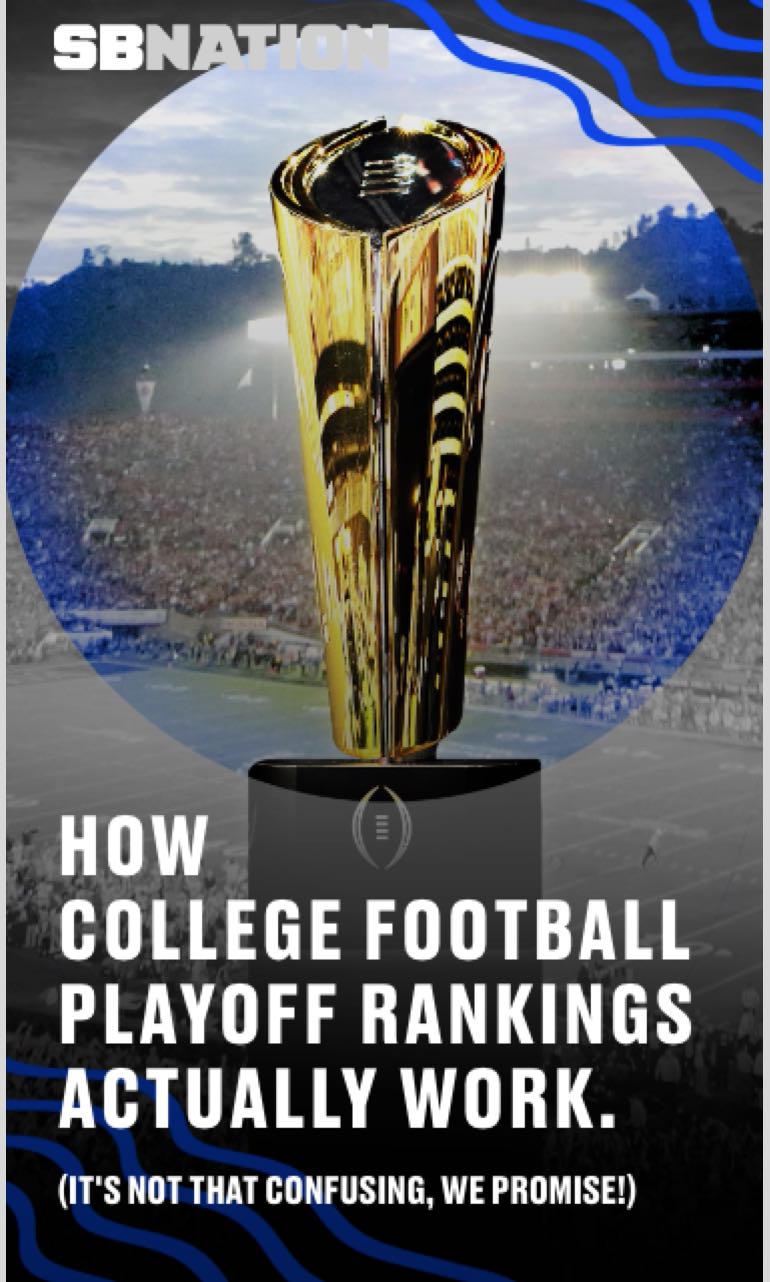 SBNATION
HOW
COLLEGE FOOTBALL
PLAYOFF RANKINGS
ACTUALLY WORK.
(IT'S NOT THAT CONFUSING, WE PROMISE!)